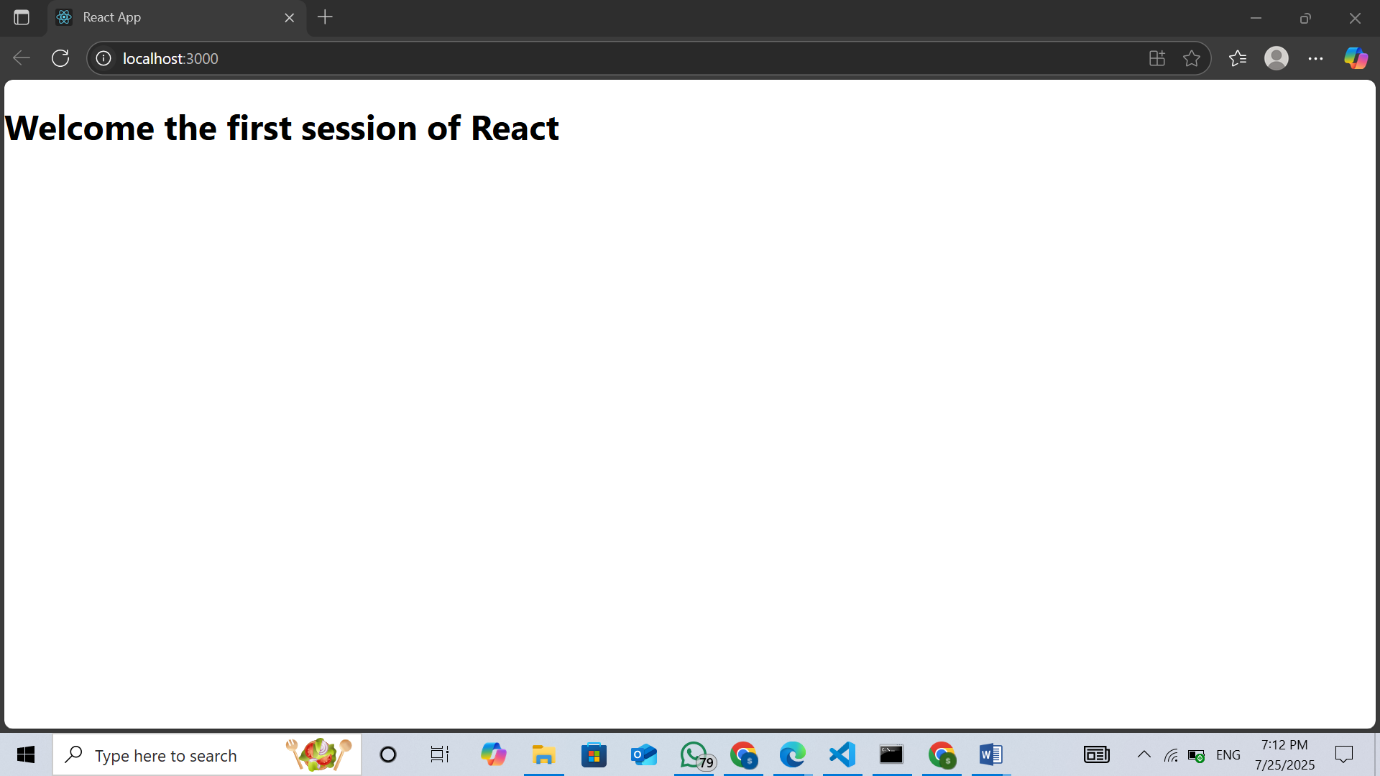 React App
localhost:3000
Welcome the first session of React
Type here to search
79
ENG
7:12 PM
7/25/2025